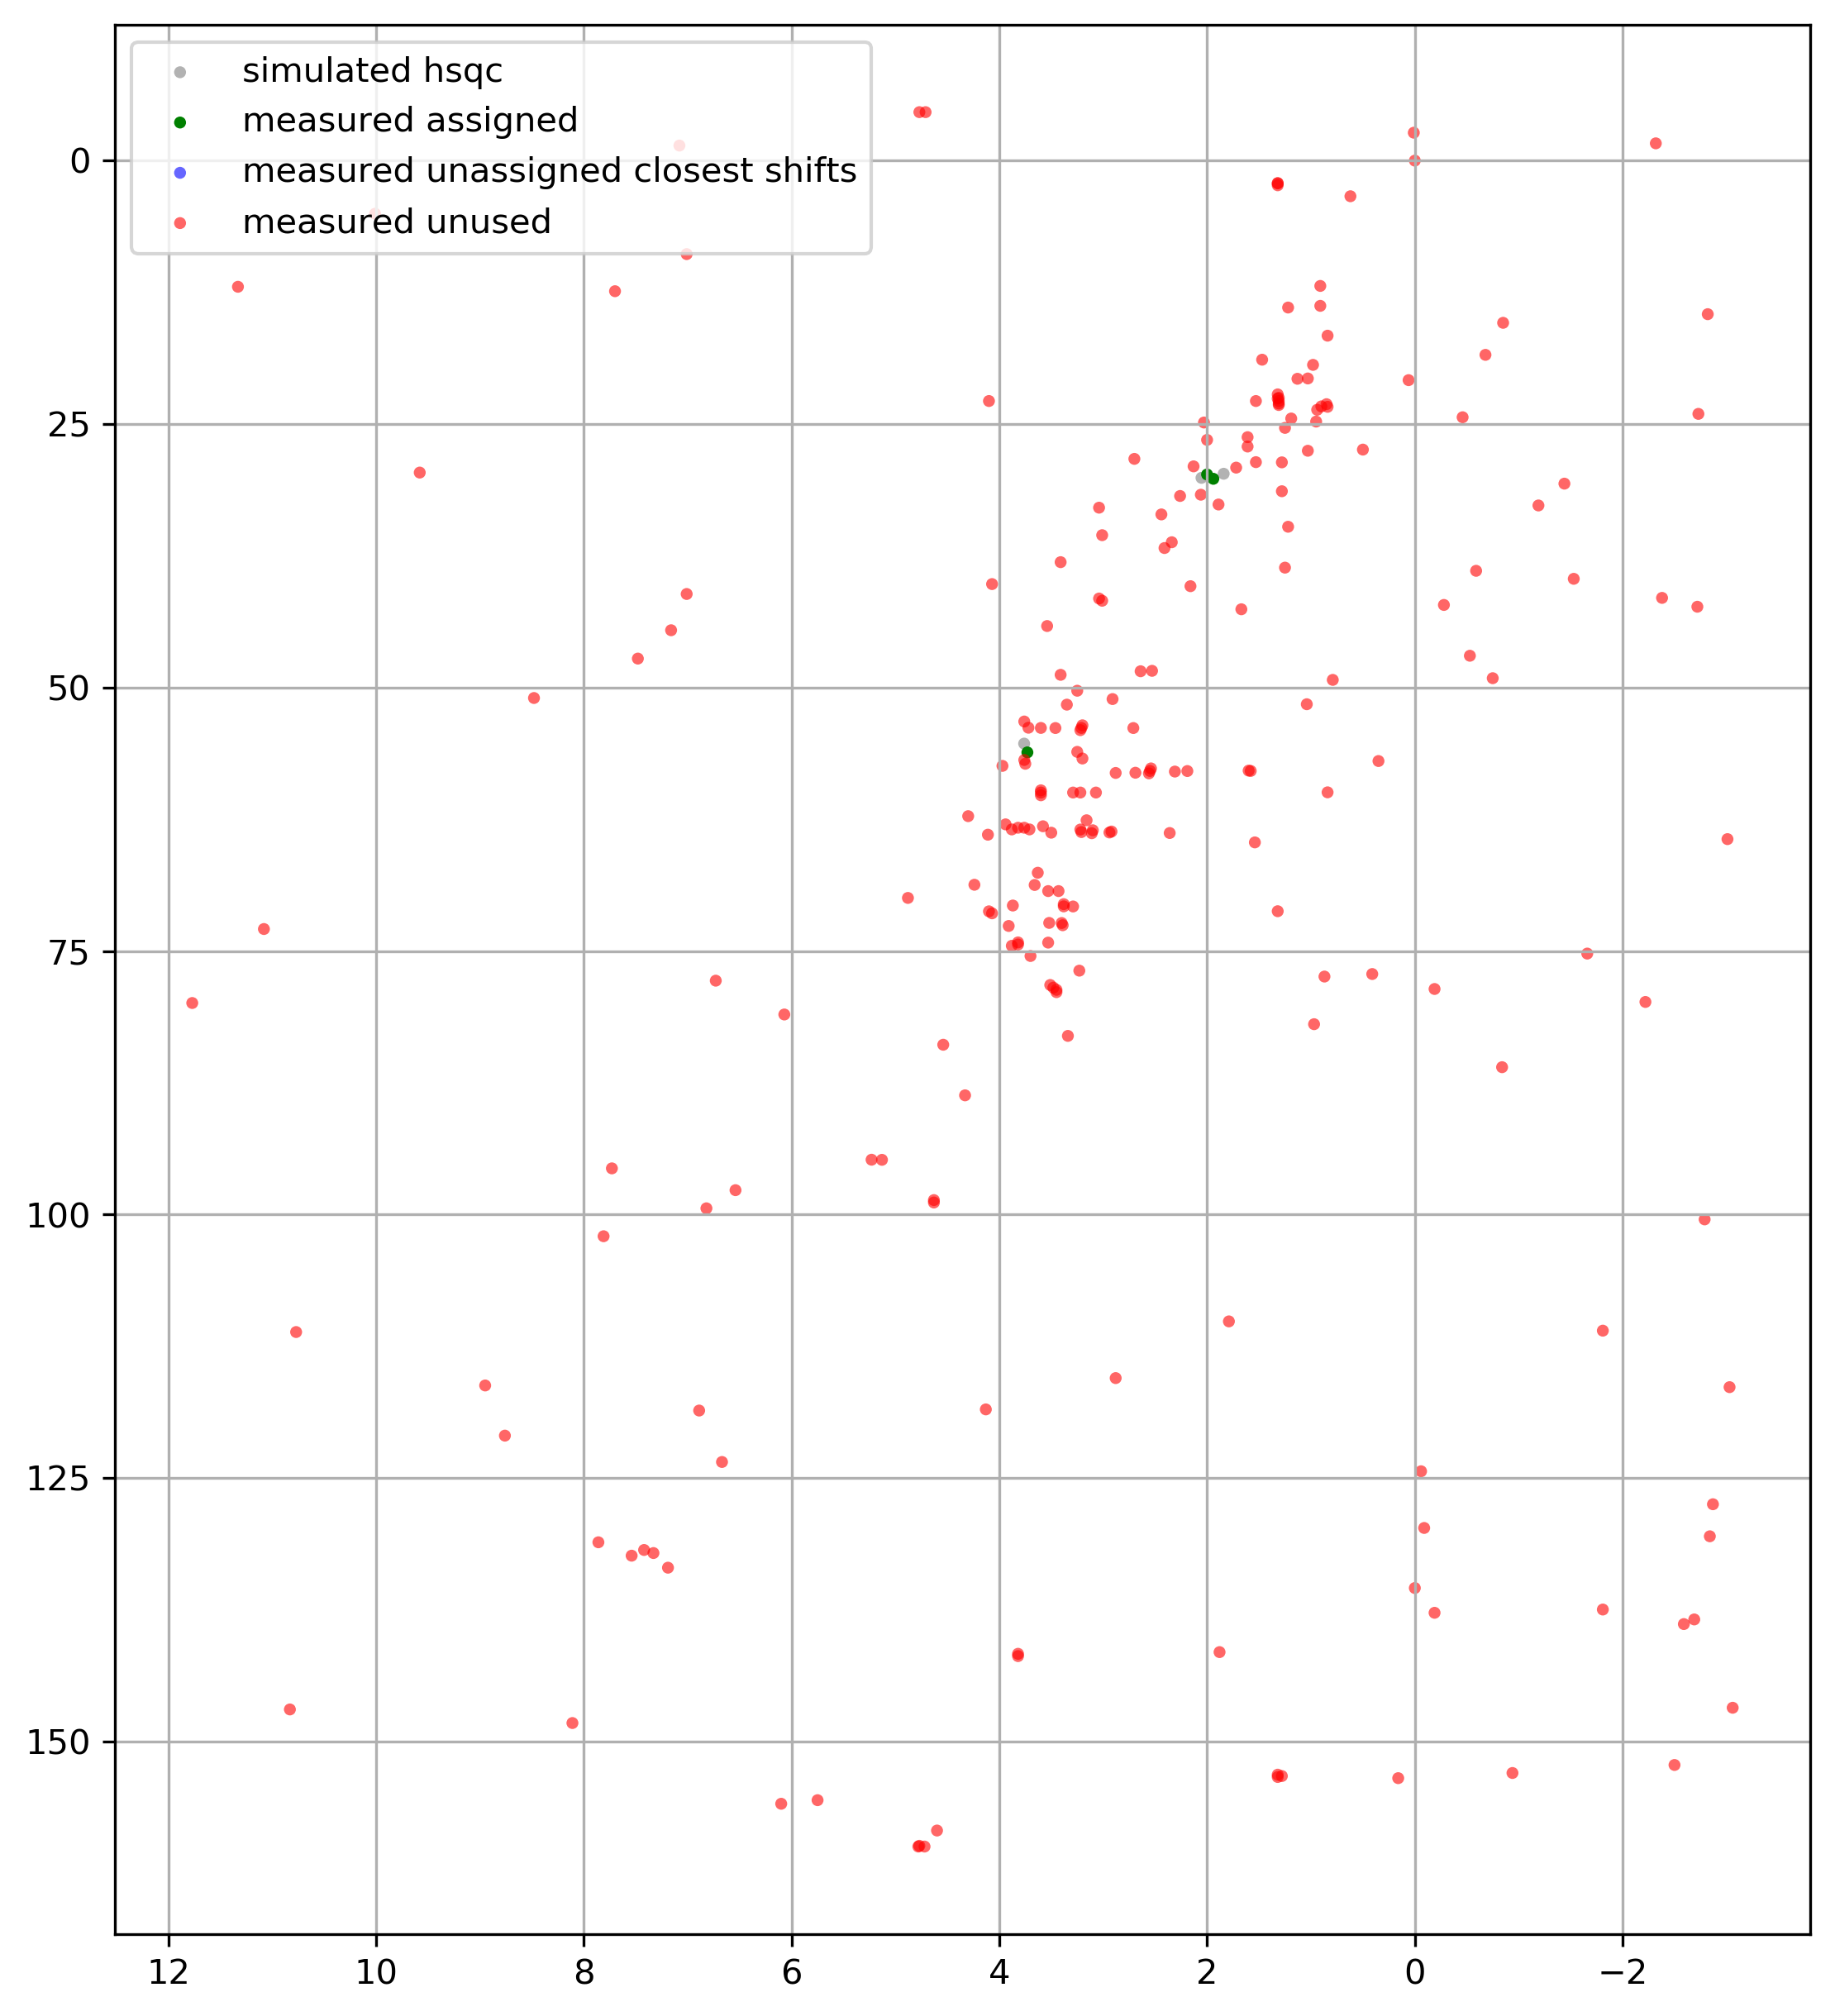 simulated hsqc
measured assigned
measured unassigned closest shifts
measured unused
0
25
50
75
100
125
150
12 10 8 6 4 2 0 −2